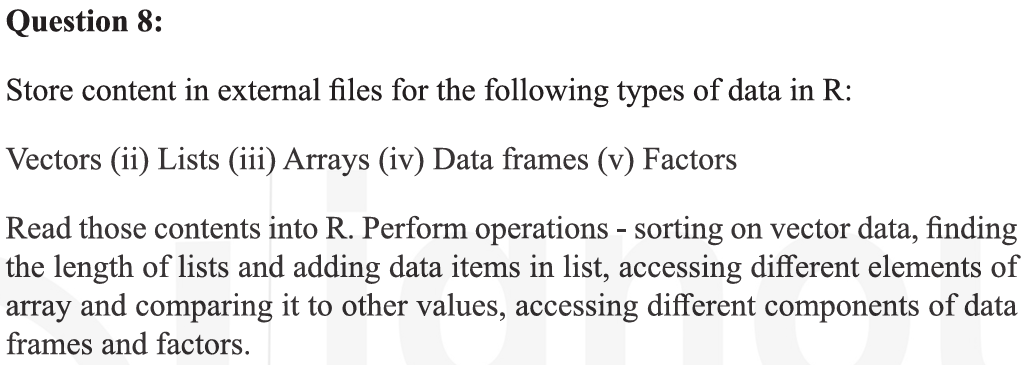 Question 8:
Store content in external files for the following types of data in R:
Vectors (ii) Lists (iii) Arrays (iv) Data frames (v) Factors
Read those contents into R. Perform operations - sorting on vector data, finding
the length of lists and adding data items in list, accessing different elements of
array and comparing it to other values, accessing different components of data
frames and factors.